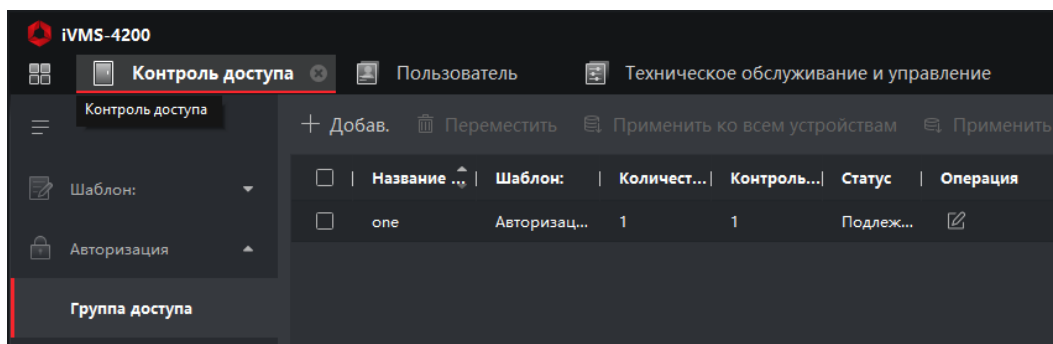 iVMS-4200
Контроль доступа Пользователь Техническое обслуживание и управление
Контроль доступа
Добав. Переместить Применить ко всем устройствам Применить
Название ... Шаблон: Количест... Контроль... Статус Операция
Шаблон:
one Авторизац... 1 1 Подлеж...
Авторизация
Группа доступа